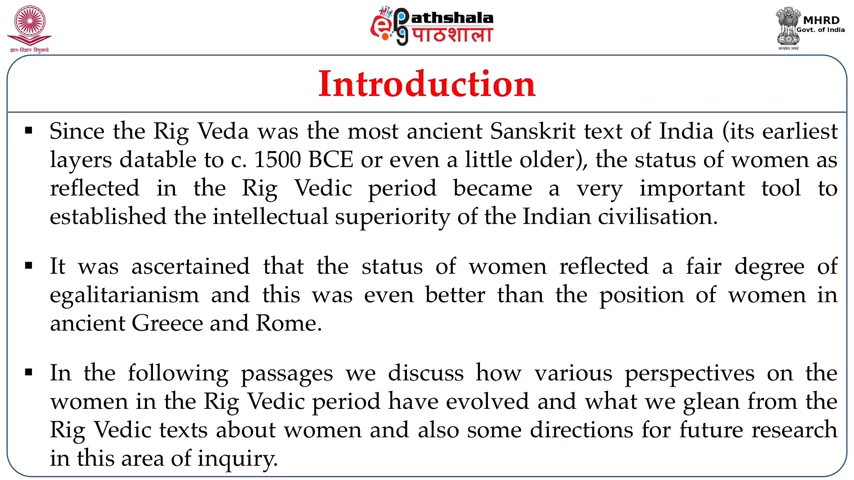 ePathshala
पाठशाला
MHRD
Govt. of India
Introduction
▪ Since the Rig Veda was the most ancient Sanskrit text of India (its earliest
layers datable to c. 1500 BCE or even a little older), the status of women as
reflected in the Rig Vedic period became a very important tool to
established the intellectual superiority of the Indian civilisation.
▪ It was ascertained that the status of women reflected a fair degree of
egalitarianism and this was even better than the position of women in
ancient Greece and Rome.
▪ In the following passages we discuss how various perspectives on the
women in the Rig Vedic period have evolved and what we glean from the
Rig Vedic texts about women and also some directions for future research
in this area of inquiry.